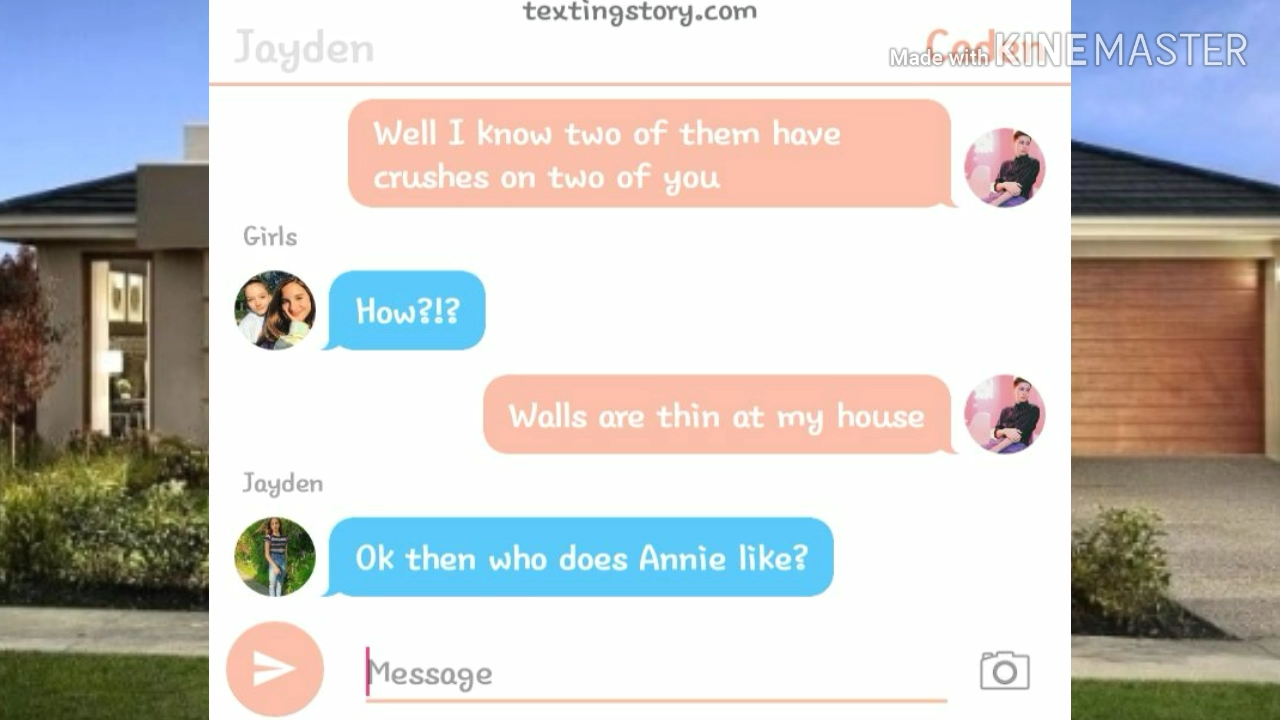 textingstory.com
Jayden
Made with KINEMASTER
Well I know two of them have
crushes on two of you
Girls
How?!?
Walls are thin at my house
Jayden
Ok then who does Annie like?
Message